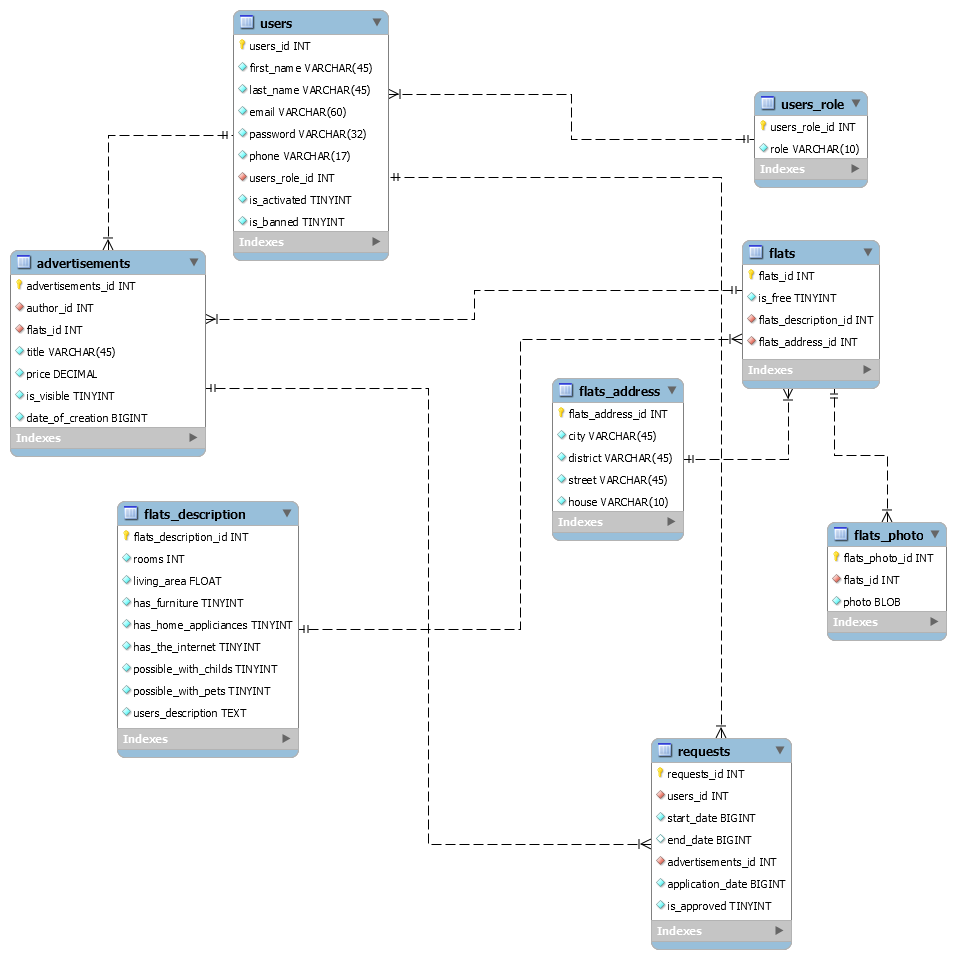 users
users_id INT
first_name VARCHAR(45)
last_name VARCHAR(45)
email VARCHAR(60)
password VARCHAR(32)
phone VARCHAR(17)
users_role_id INT
is_activated TINYINT
is_banned TINYINT
Indexes
users_role
users_role_id INT
role VARCHAR(10)
Indexes
advertisements
advertisements_id INT
author_id INT
flats_id INT
title VARCHAR(45)
price DECIMAL
is_visible TINYINT
date_of_creation BIGINT
Indexes
flats
flats_id INT
is_free TINYINT
flats_description_id INT
flats_address_id INT
Indexes
flats_address
flats_address_id INT
city VARCHAR(45)
district VARCHAR(45)
street VARCHAR(45)
house VARCHAR(10)
Indexes
flats_description
flats_description_id INT
rooms INT
living_area FLOAT
has_furniture TINYINT
has_home_appliciances TINYINT
has_the_internet TINYINT
possible_with_childs TINYINT
possible_with_pets TINYINT
users_description TEXT
Indexes
flats_photo
flats_photo_id INT
flats_id INT
photo BLOB
Indexes
requests
requests_id INT
users_id INT
start_date BIGINT
end_date BIGINT
advertisements_id INT
application_date BIGINT
is_approved TINYINT
Indexes